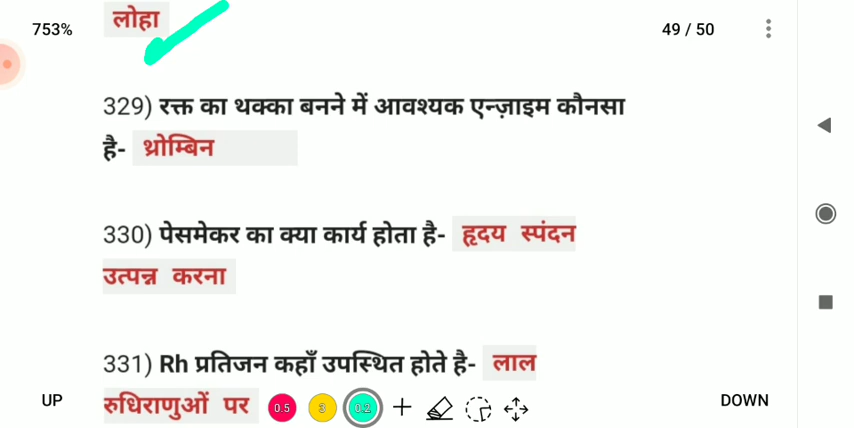 लोहा
753%
49 / 50
329) रक्त का थक्का बनने में आवश्यक एन्ज़ाइम कौनसा
है- थ्रोम्बिन
330) पेसमेकर का क्या कार्य होता है- हृदय स्पंदन
उत्पन्न करना
331) Rh प्रतिजन कहाँ उपस्थित होते है- लाल
रुधिराणुओं पर
UP
0.5
3
0.2
DOWN